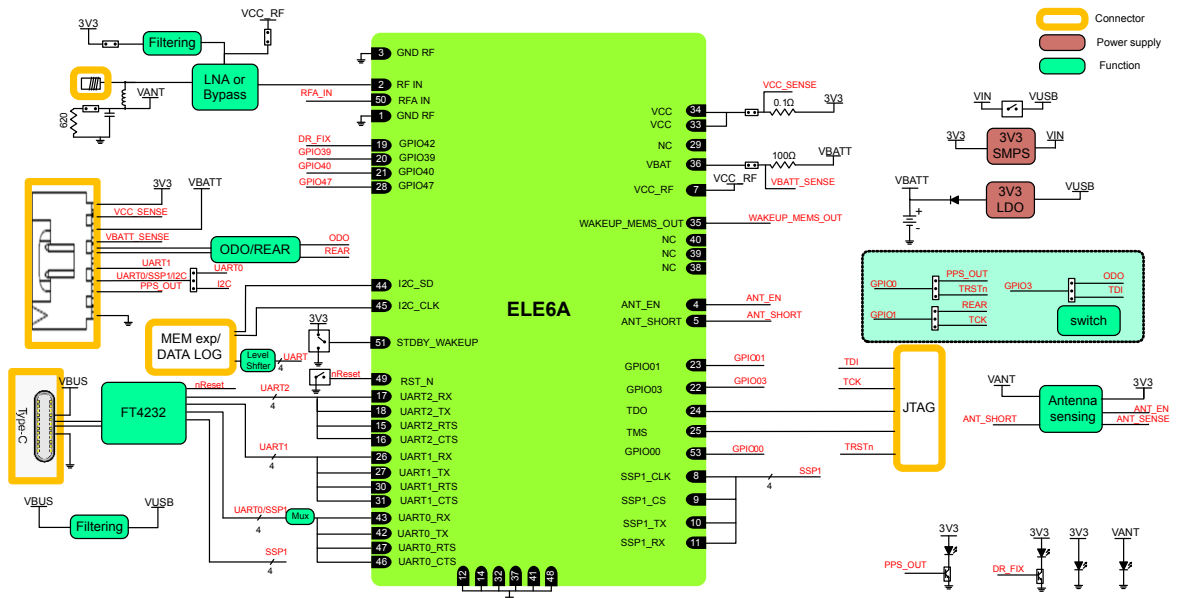 VCC_RF
3V3
Filtering
LNA or
Bypass
VANT
620
RFA_IN
3 GND RF
2 RF IN
50 RFA IN
1 GND RF
DR_FIX
19 GPIO42
GPIO39
20 GPIO39
GPIO40
21 GPIO40
GPIO47
28 GPIO47
3V3
VBATT
VCC_SENSE
VBATT_SENSE
ODO/REAR
ODO
REAR
UART1
UART0/SSP1/I2C
PPS_OUT
UART0
I2C
44 I2C_SD
45 I2C_CLK
MEM exp/
DATA LOG
Level
Shfter
UART
4
3V3
51 STDBY_WAKEUP
nReset
49 RST_N
Type-C
VBUS
FT4232
nReset
UART2
4
17 UART2_RX
18 UART2_TX
15 UART2_RTS
16 UART2_CTS
UART1
4
26 UART1_RX
27 UART1_TX
30 UART1_RTS
31 UART1_CTS
UART0/SSP1
4
Mux
43 UART0_RX
42 UART0_TX
47 UART0_RTS
46 UART0_CTS
SSP1
4
VBUS
Filtering
VUSB
12 14 32 37 41 48
ELE6A
VCC 34
VCC 33
NC 29
VBAT 36
VCC_RF 7
WAKEUP_MEMS_OUT 35
NC 40
NC 39
NC 38
ANT_EN 4
ANT_SHORT 5
GPIO01 23
GPIO03 22
TDO 24
TMS 25
GPIO00 53
SSP1_CLK 8
SSP1_CS 9
SSP1_TX 10
SSP1_RX 11
VCC_SENSE
0.1Ω
3V3
100Ω
VBATT
VBATT_SENSE
VCC_RF
WAKEUP_MEMS_OUT
ANT_EN
ANT_SHORT
GPIO01
GPIO03
GPIO00
SSP1
4
TDI
TCK
TRSTn
JTAG
Connector
Power supply
Function
VIN
VUSB
3V3
3V3
SMPS
VIN
VBATT
+
-
3V3
LDO
VUSB
GPIO0
PPS_OUT
TRSTn
GPIO3
ODO
TDI
GPIO1
REAR
TCK
switch
VANT
ANT_SHORT
Antenna
sensing
3V3
ANT_EN
ANT_SENSE
3V3
PPS_OUT
3V3
DR_FIX
3V3
VANT